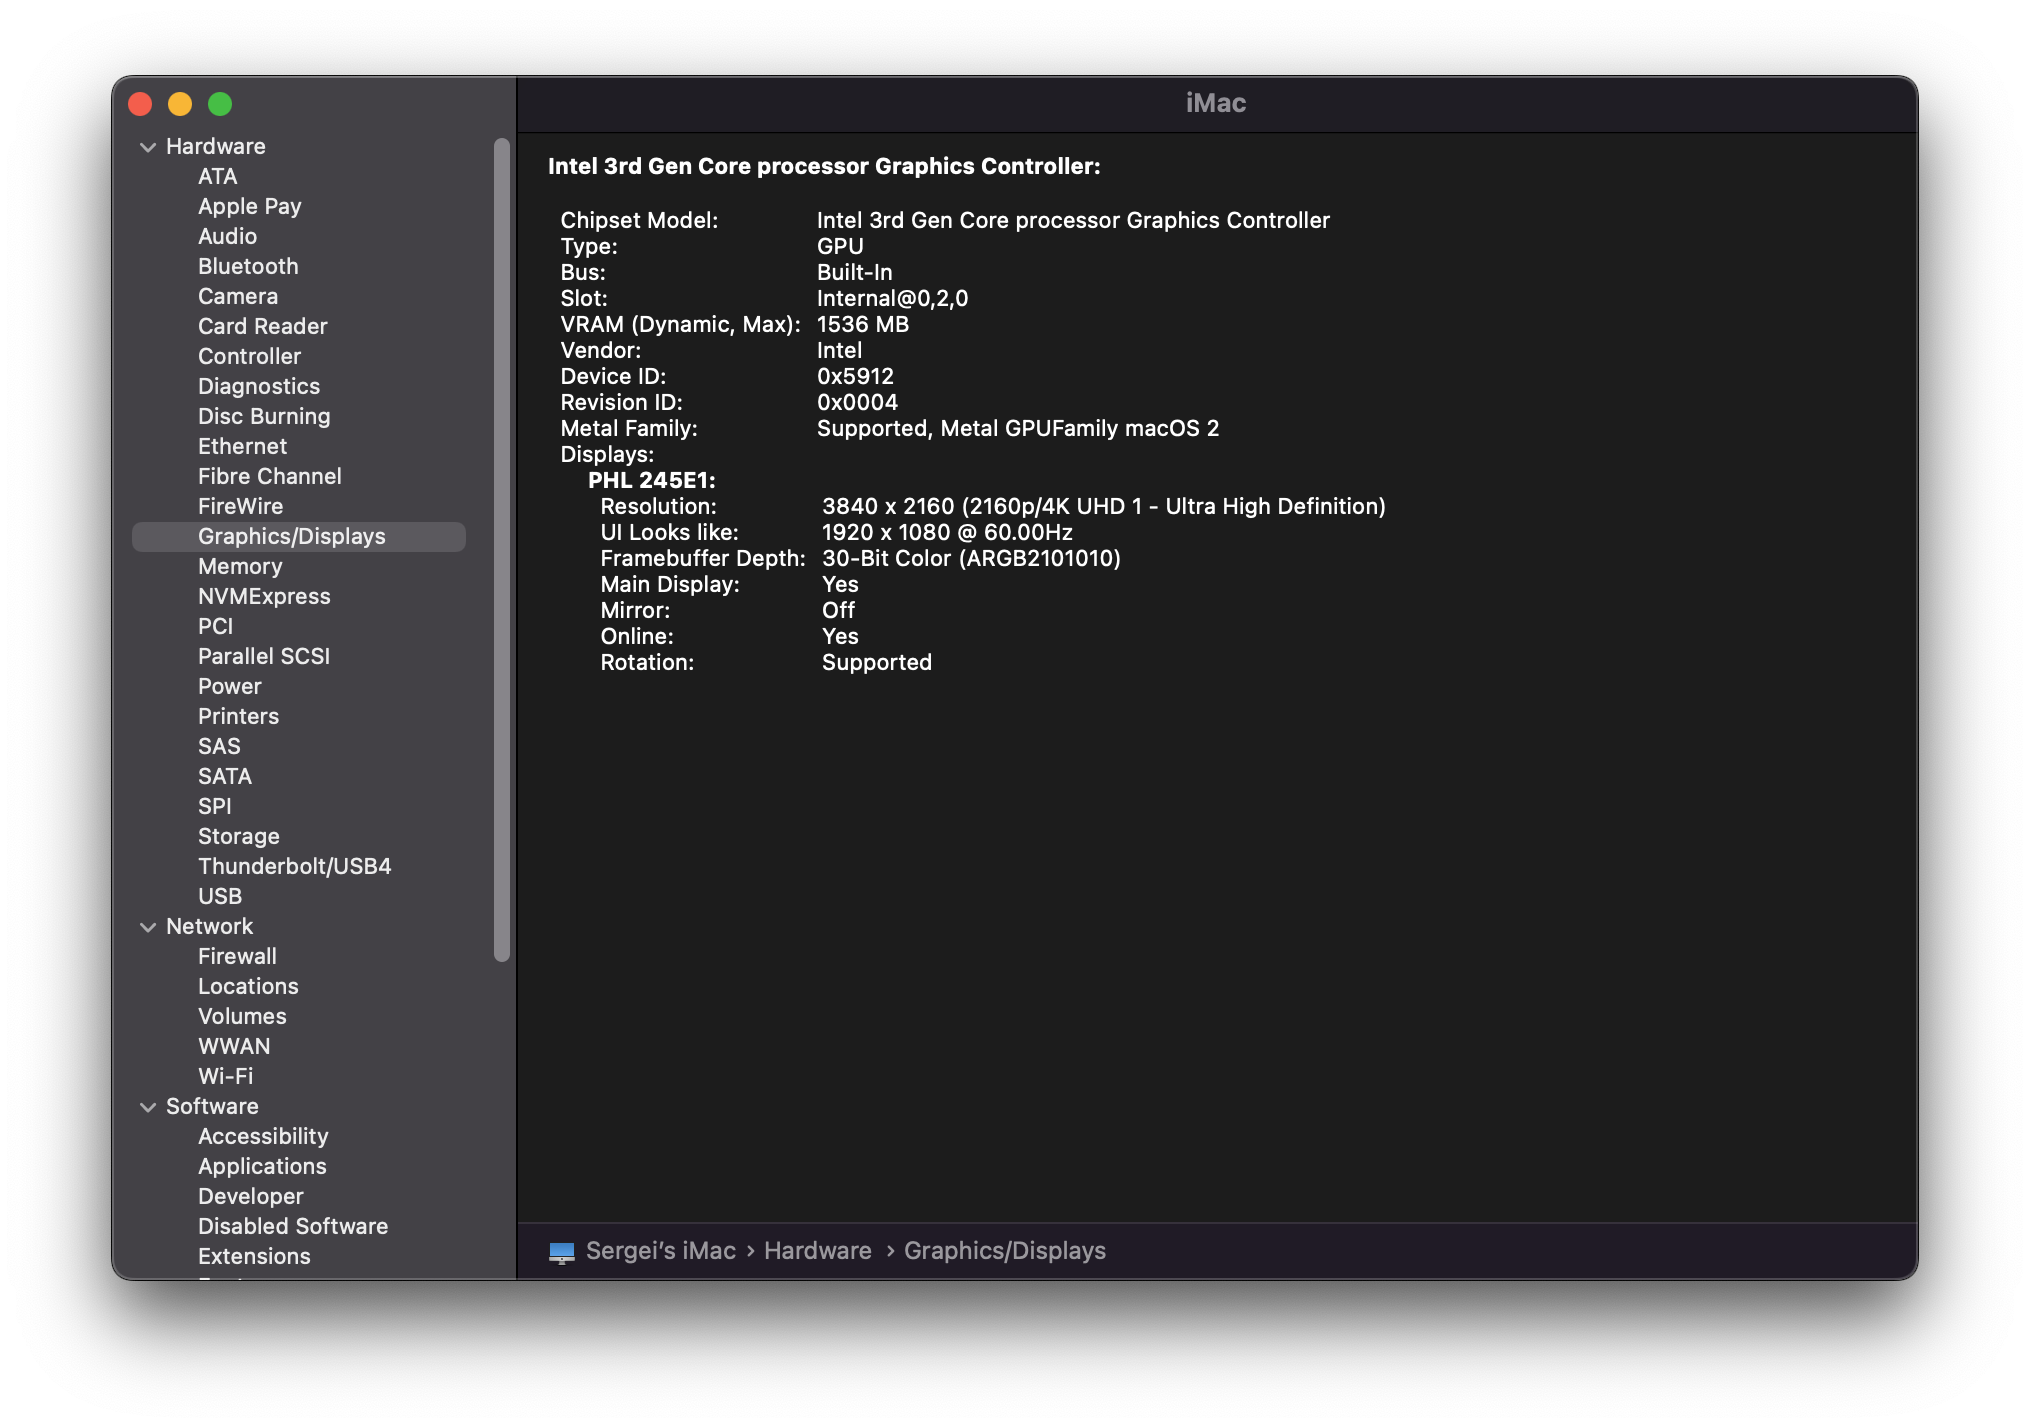 iMac
Hardware
ATA
Apple Pay
Audio
Bluetooth
Camera
Card Reader
Controller
Diagnostics
Disc Burning
Ethernet
Fibre Channel
FireWire
Graphics/Displays
Memory
NVMExpress
PCI
Parallel SCSI
Power
Printers
SAS
SATA
SPI
Storage
Thunderbolt/USB4
USB
Network
Firewall
Locations
Volumes
WWAN
Wi-Fi
Software
Accessibility
Applications
Developer
Disabled Software
Extensions
Intel 3rd Gen Core processor Graphics Controller:
Chipset Model: Intel 3rd Gen Core processor Graphics Controller
Type: GPU
Bus: Built-In
Slot: Internal@0,2,0
VRAM (Dynamic, Max): 1536 MB
Vendor: Intel
Device ID: 0x5912
Revision ID: 0x0004
Metal Family: Supported, Metal GPUFamily macOS 2
Displays:
PHL 245E1:
Resolution: 3840 x 2160 (2160p/4K UHD 1 - Ultra High Definition)
UI Looks like: 1920 x 1080 @ 60.00Hz
Framebuffer Depth: 30-Bit Color (ARGB2101010)
Main Display: Yes
Mirror: Off
Online: Yes
Rotation: Supported
Sergei’s iMac › Hardware › Graphics/Displays